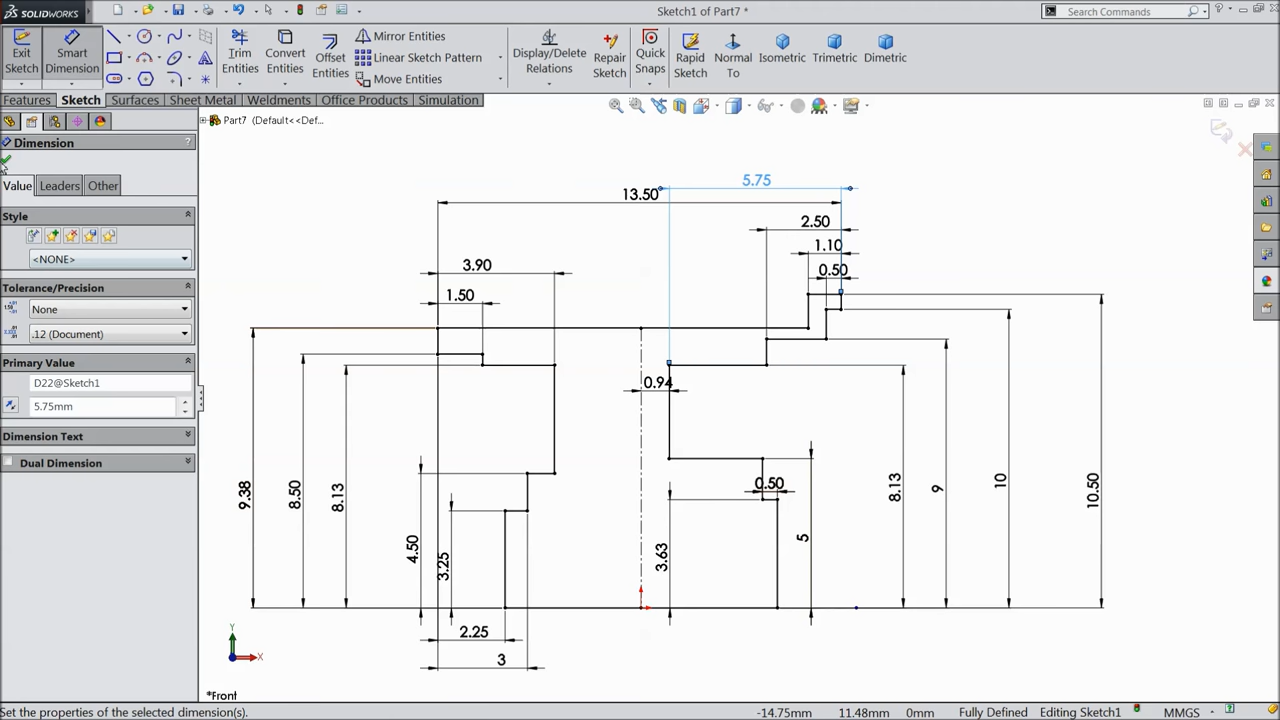 SOLIDWORKS
Sketch1 of Part7 *
Search Commands
Exit Sketch
Smart Dimension
Trim Entities
Convert Entities
Offset Entities
Mirror Entities
Linear Sketch Pattern
Move Entities
Display/Delete Relations
Repair Sketch
Quick Snaps
Rapid Sketch
Normal To
Isometric
Trimetric
Dimetric
Features
Sketch
Surfaces
Sheet Metal
Weldments
Office Products
Simulation
Part7 (Default<<Def...
Dimension
?
Value
Leaders
Other
Style
<NONE>
Tolerance/Precision
None
.12 (Document)
Primary Value
D22@Sketch1
5.75mm
Dimension Text
Dual Dimension
5.75
13.50
2.50
1.10
0.50
3.90
1.50
0.94
9.38
8.50
8.13
4.50
3.25
3.63
0.50
5
8.13
9
10
10.50
2.25
3
Y
X
*Front
Set the properties of the selected dimension(s).
-14.75mm
11.48mm
0mm
Fully Defined
Editing Sketch1
MMGS